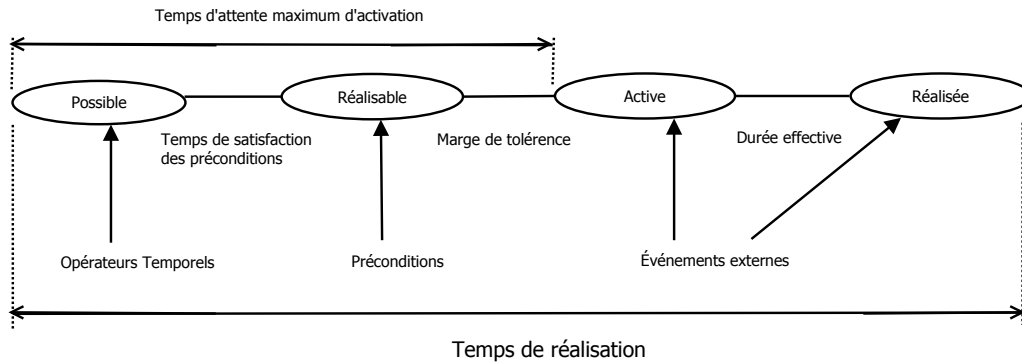 Temps d'attente maximum d'activation
Possible
Réalisable
Active
Réalisée
Temps de satisfaction
des préconditions
Marge de tolérence
Durée effective
Opérateurs Temporels
Préconditions
Événements externes
Temps de réalisation